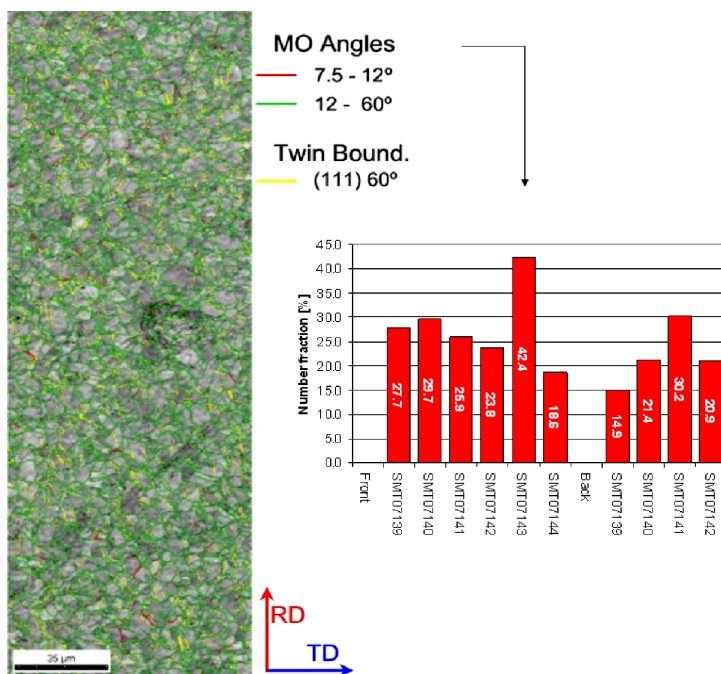 MO Angles
7.5 - 12º
12 - 60º
Twin Bound.
(111) 60º
45.0
40.0
35.0
30.0
25.0
20.0
15.0
10.0
5.0
0.0
Number fraction [%]
27.7
29.7
25.9
23.8
42.4
18.6
14.9
21.4
30.2
20.9
Front
SMT07139
SMT07140
SMT07141
SMT07142
SMT07143
SMT07144
Back
SMT07139
SMT07140
SMT07141
SMT07142
RD
TD
35 µm